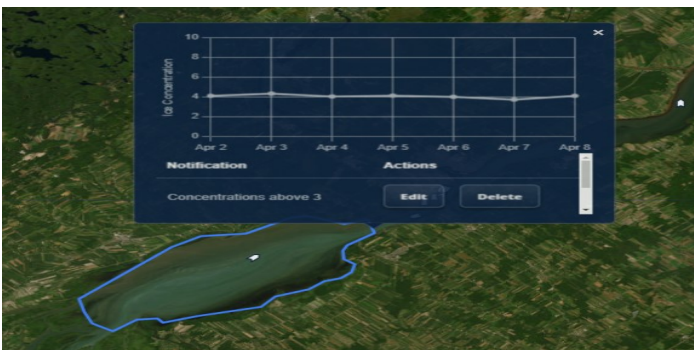 ×
10
8
6
4
2
0
Ice Concentration
Apr 2 Apr 3 Apr 4 Apr 5 Apr 6 Apr 7 Apr 8
Notification Actions
Concentrations above 3 Edit Delete